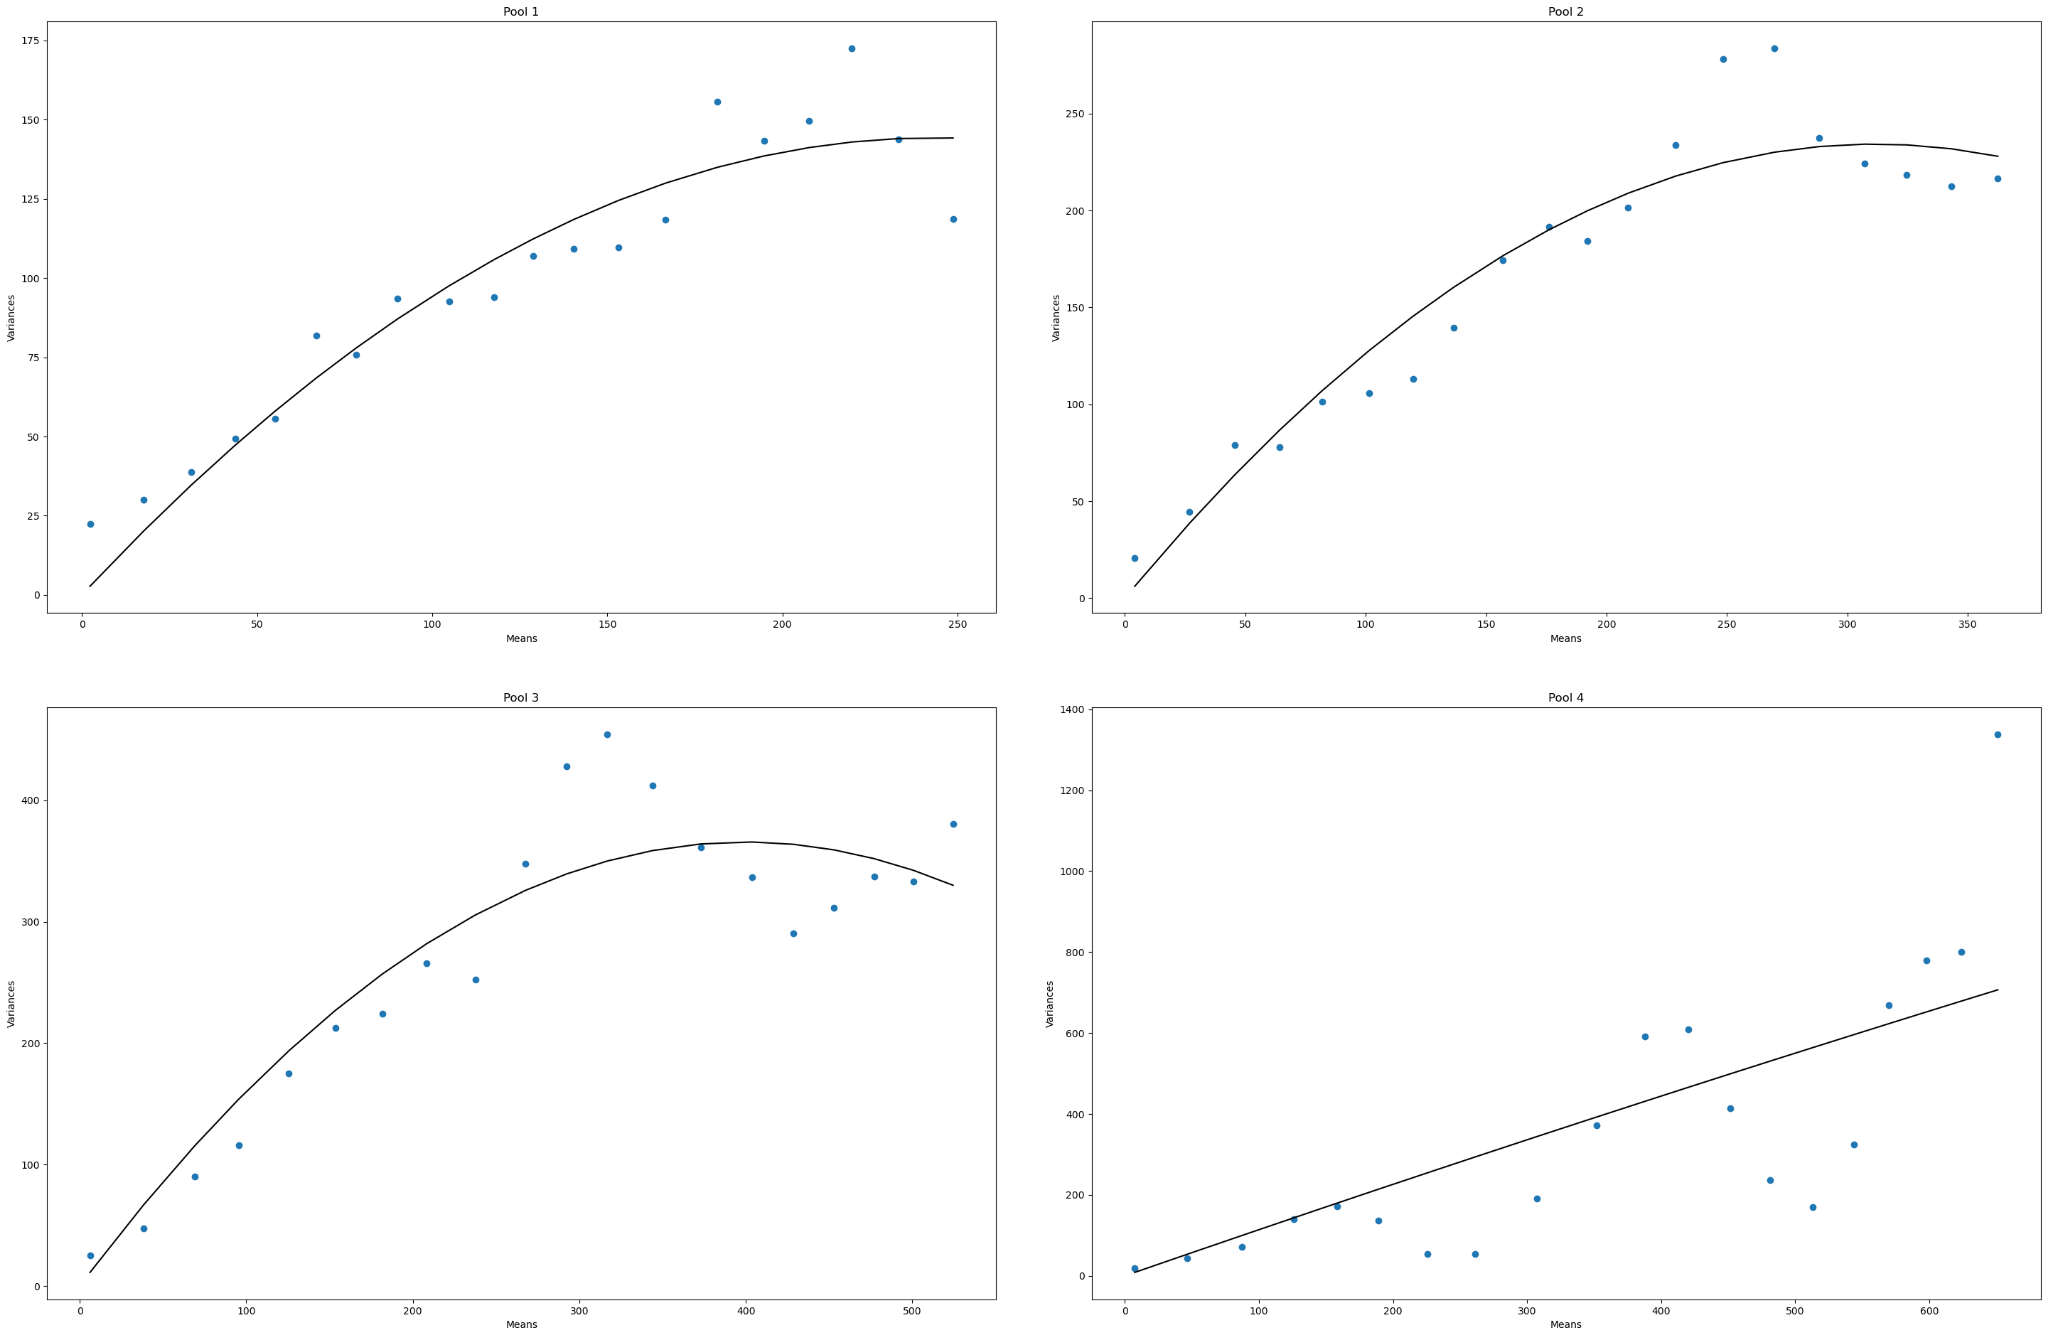 Pool 1
175
150
125
100
75
50
25
0
Variances
0 50 100 150 200 250
Means
Pool 2
250
200
150
100
50
0
Variances
0 50 100 150 200 250 300 350
Means
Pool 3
400
300
200
100
0
Variances
0 100 200 300 400 500
Means
Pool 4
1400
1200
1000
800
600
400
200
0
Variances
0 100 200 300 400 500 600
Means